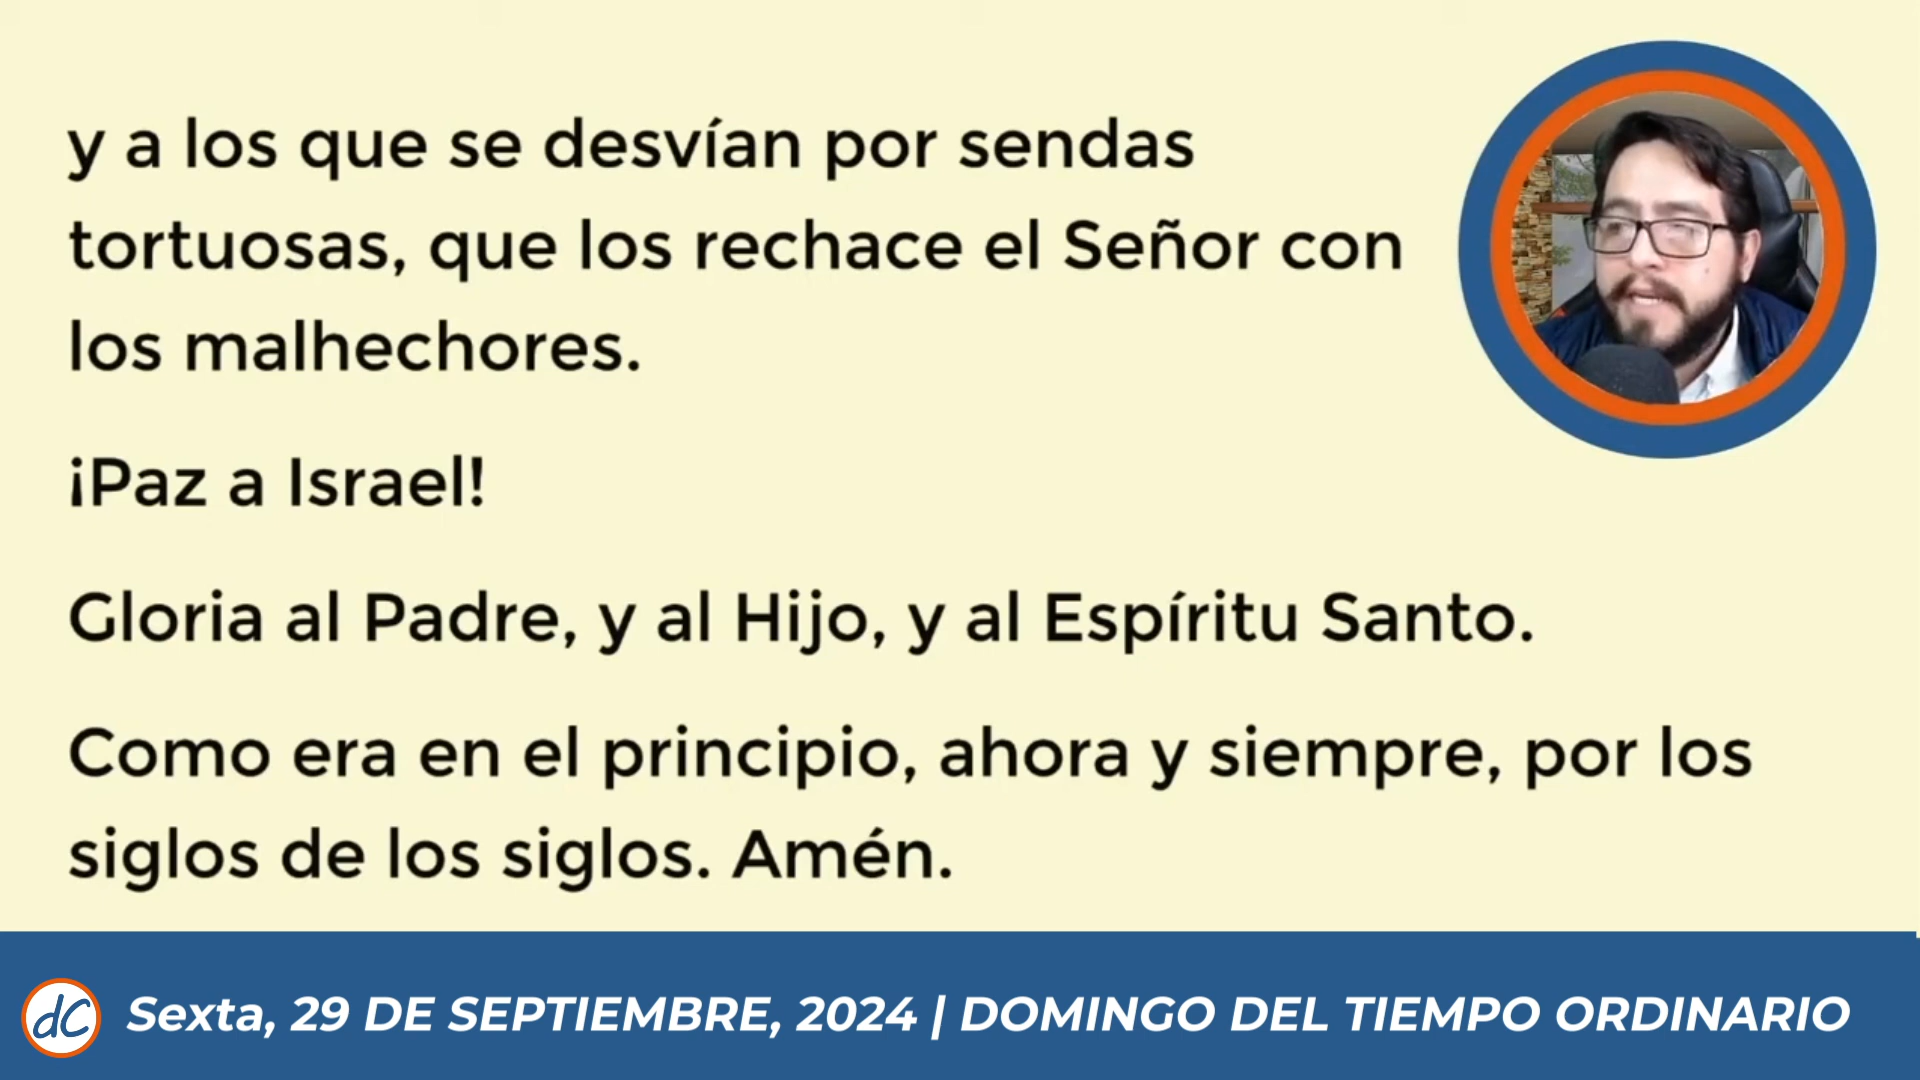 y a los que se desvían por sendas
tortuosas, que los rechace el Señor con
los malhechores.
¡Paz a Israel!
Gloria al Padre, y al Hijo, y al Espíritu Santo.
Como era en el principio, ahora y siempre, por los
siglos de los siglos. Amén.
dC Sexta, 29 DE SEPTIEMBRE, 2024 | DOMINGO DEL TIEMPO ORDINARIO